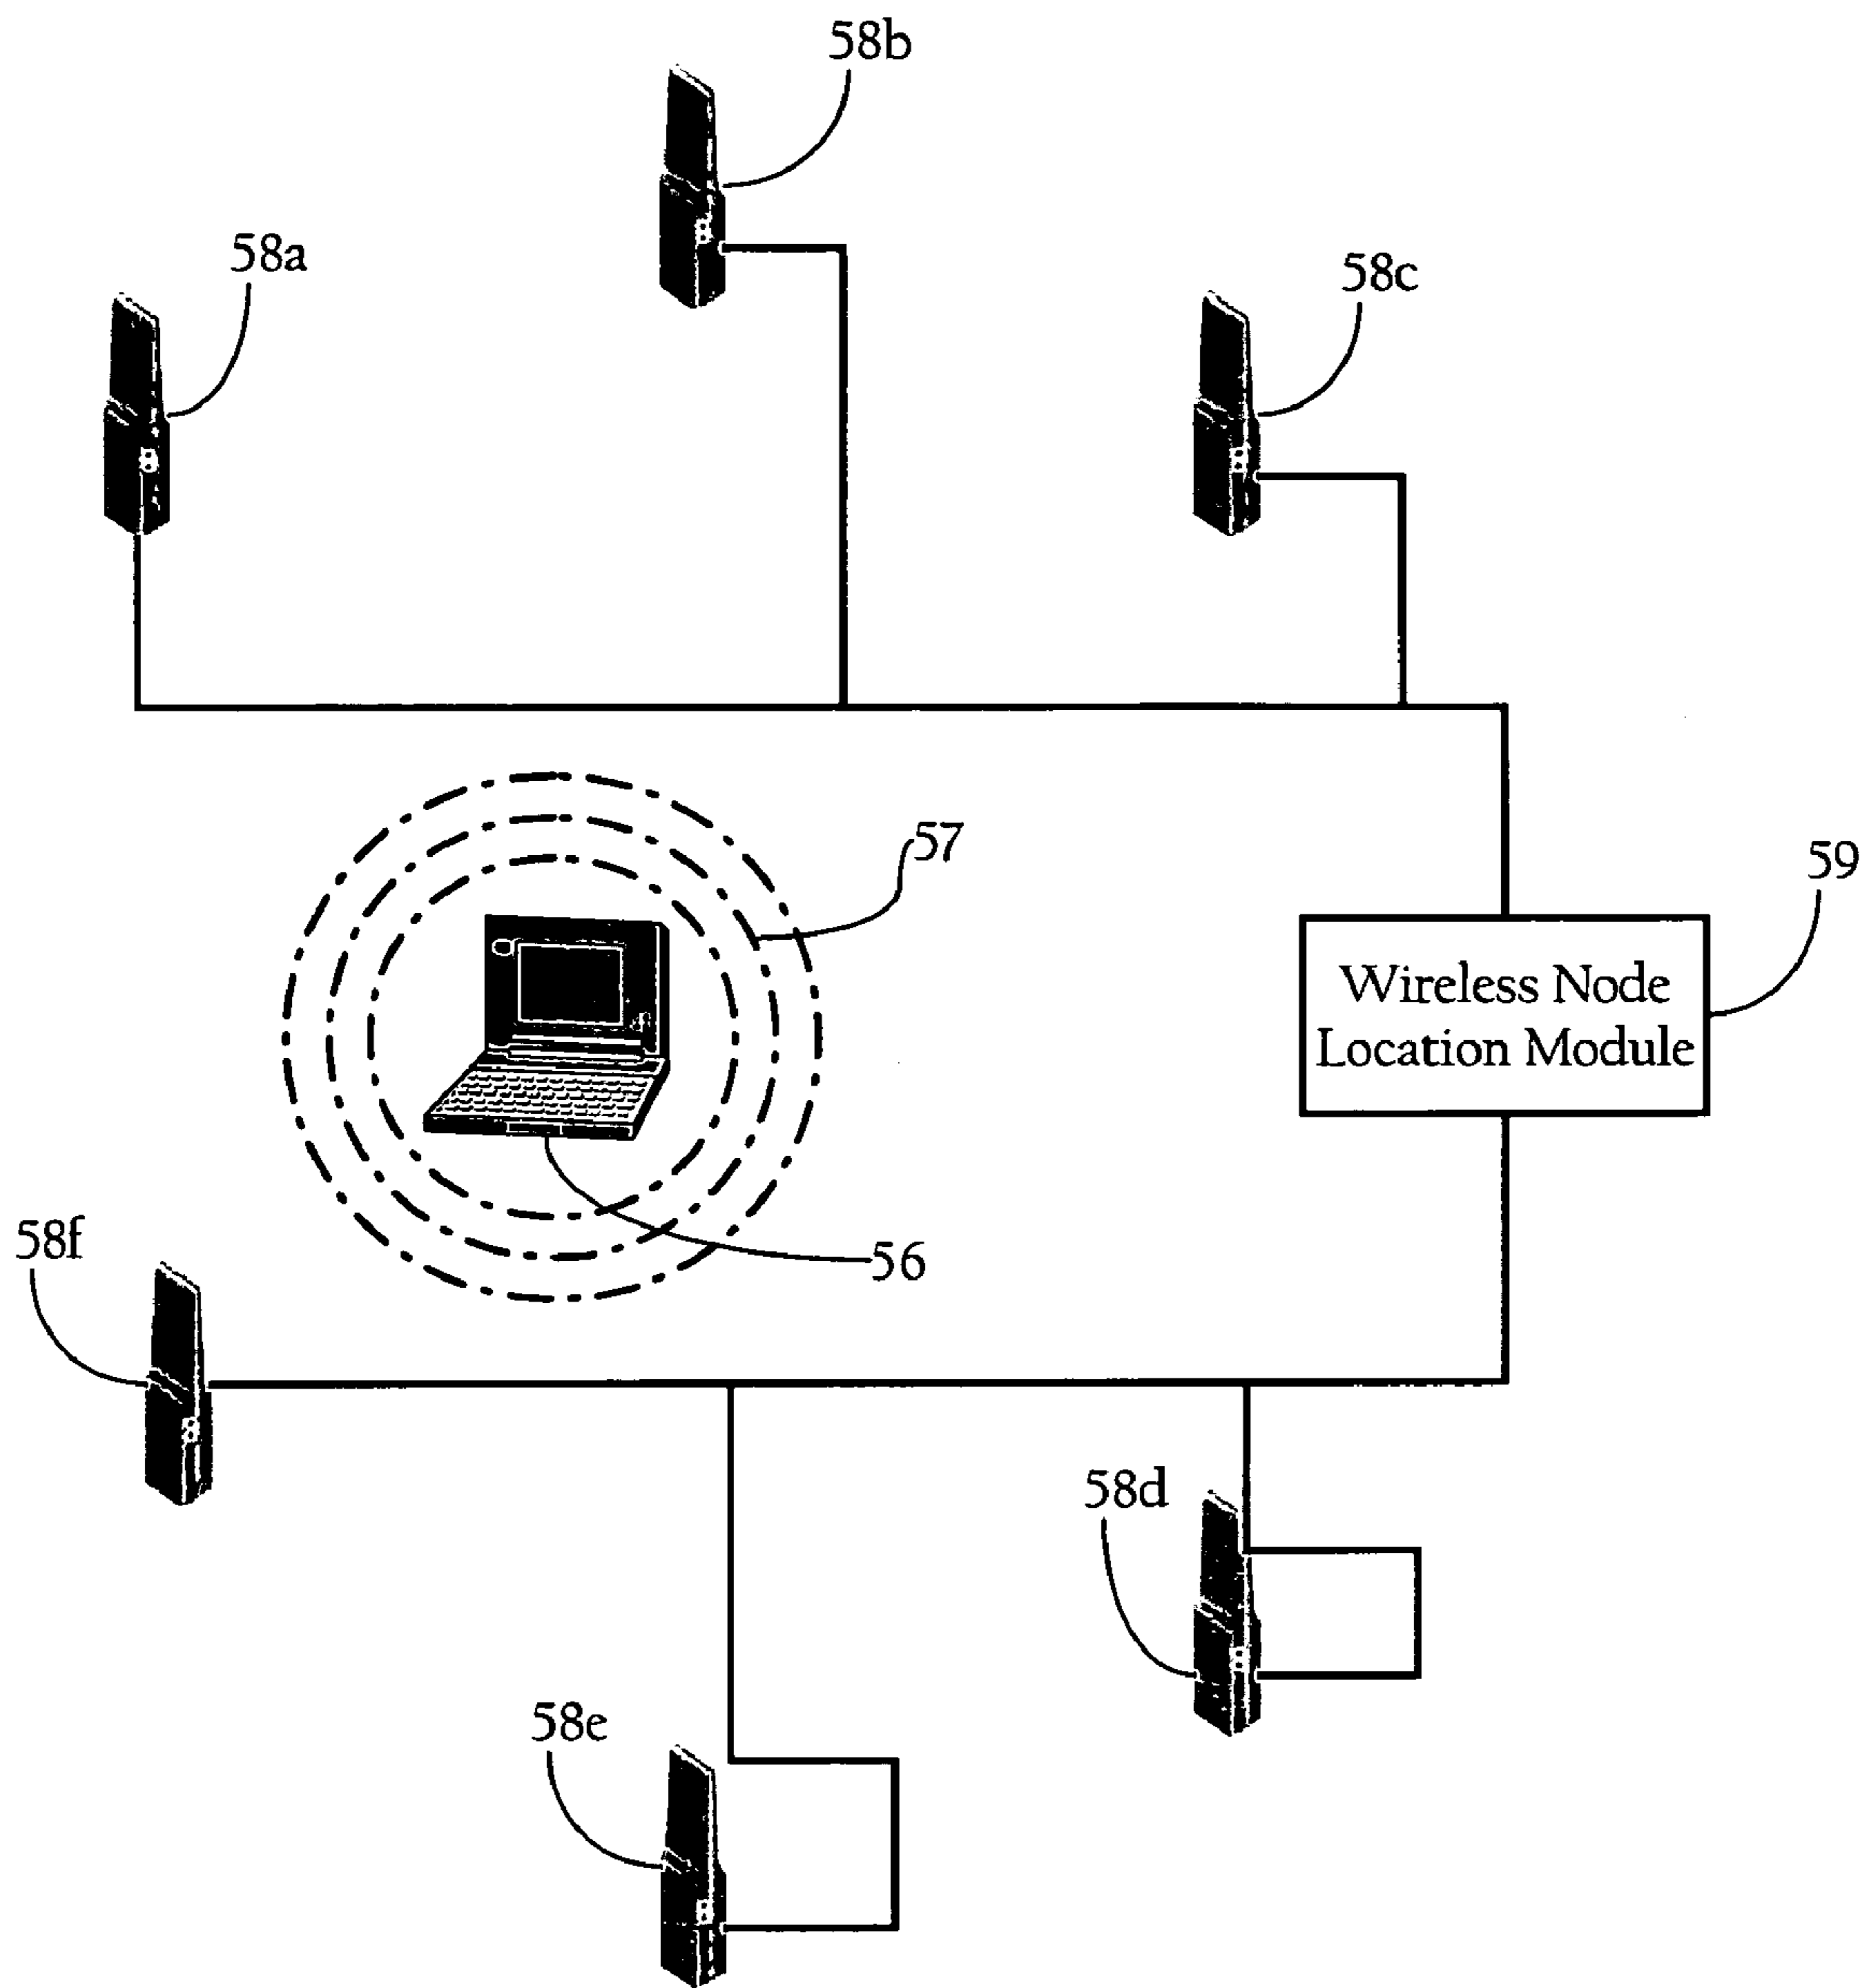 58b
58a
58c
57
59
Wireless Node
Location Module
58f
56
58d
58e